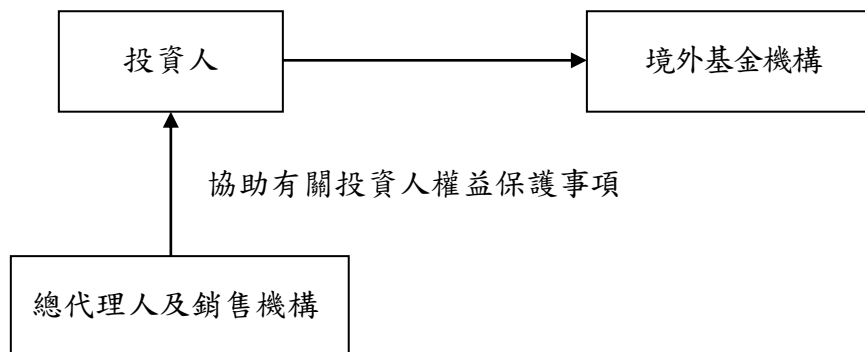 投資人
境外基金機構
協助有關投資人權益保護事項
總代理人及銷售機構